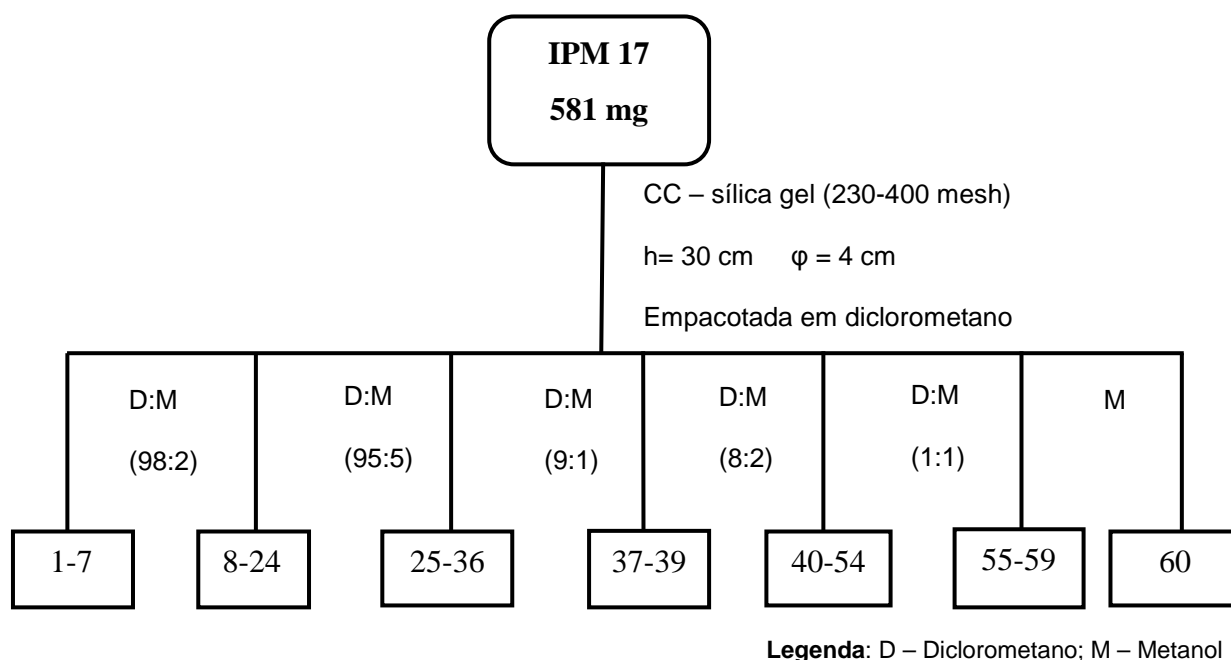 IPM 17
581 mg
CC – sílica gel (230-400 mesh)
h= 30 cm φ = 4 cm
Empacotada em diclorometano
D:M
(98:2)
D:M
(95:5)
D:M
(9:1)
D:M
(8:2)
D:M
(1:1)
M
1-7
8-24
25-36
37-39
40-54
55-59
60
Legenda: D – Diclorometano; M – Metanol